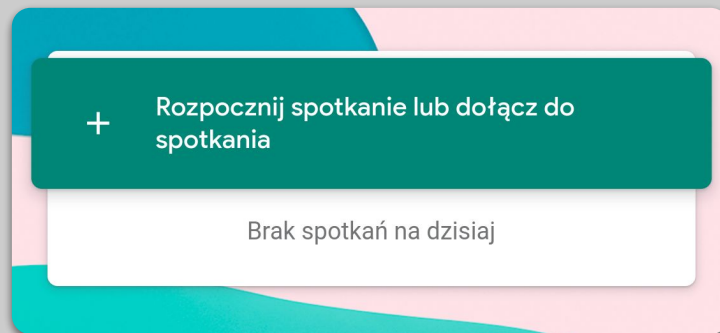 Rozpocznij spotkanie lub dołącz do
spotkania
Brak spotkań na dzisiaj